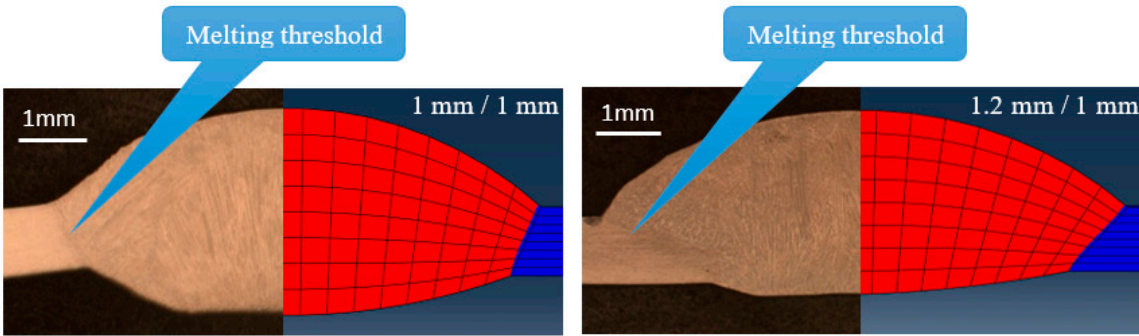 Melting threshold
Melting threshold
1mm
1 mm / 1 mm
1mm
1.2 mm / 1 mm